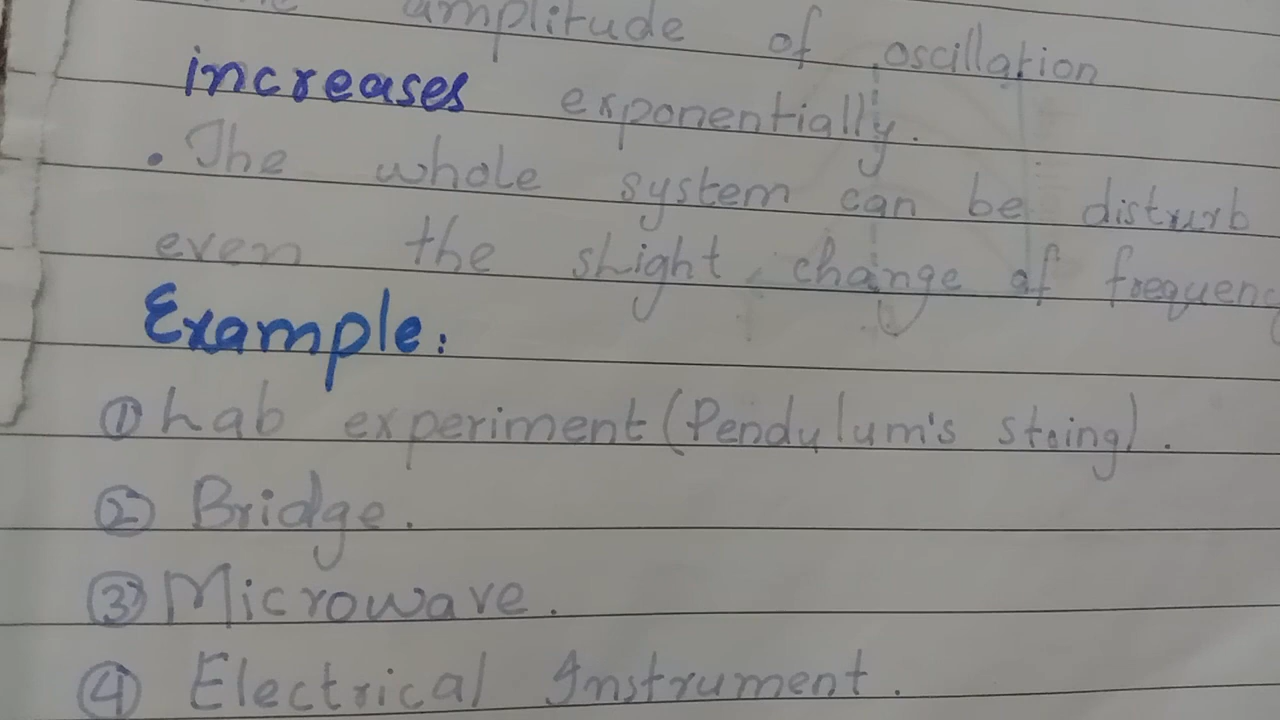 amplitude of oscillation
increases exponentially.
• The whole system can be disturb
even the slight change of frequenc
Example:
① Lab experiment (Pendulum's string).
② Bridge.
③ Microwave.
④ Electrical Instrument.